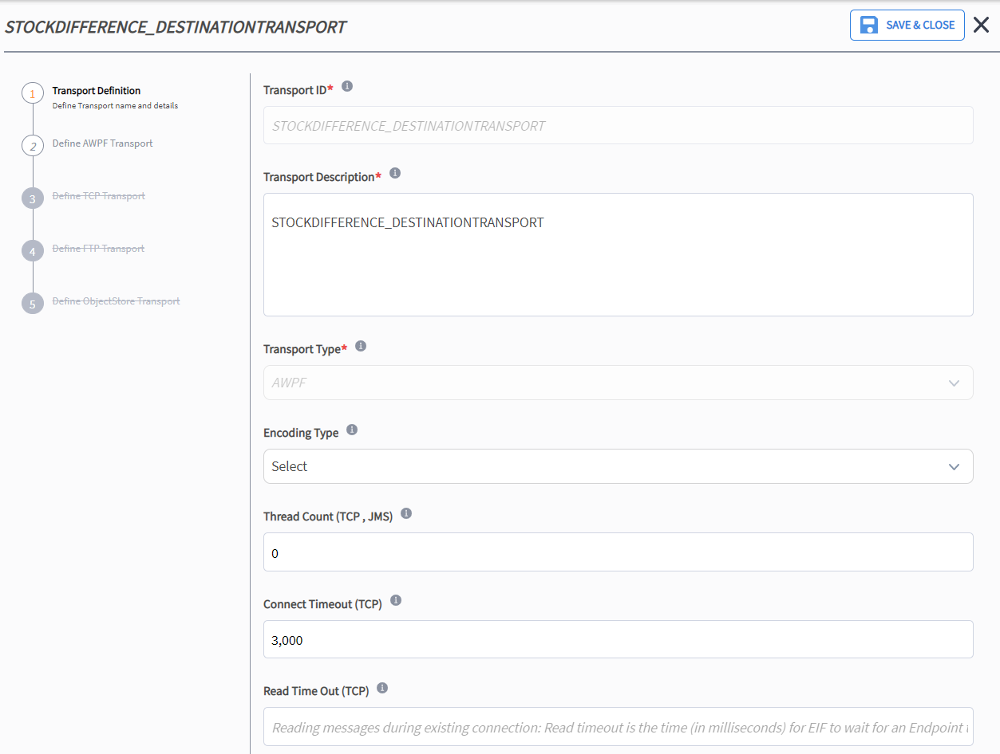 STOCKDIFFERENCE_DESTINATIONTRANSPORT
SAVE & CLOSE
1
Transport Definition
Define Transport name and details
2
Define AWPF Transport
3
Define TCP Transport
4
Define FTP Transport
5
Define ObjectStore Transport
Transport ID*
STOCKDIFFERENCE_DESTINATIONTRANSPORT
Transport Description*
STOCKDIFFERENCE_DESTINATIONTRANSPORT
Transport Type*
AWPF
Encoding Type
Select
Thread Count (TCP , JMS)
0
Connect Timeout (TCP)
3,000
Read Time Out (TCP)
Reading messages during existing connection: Read timeout is the time (in milliseconds) for EIF to wait for an Endpoint